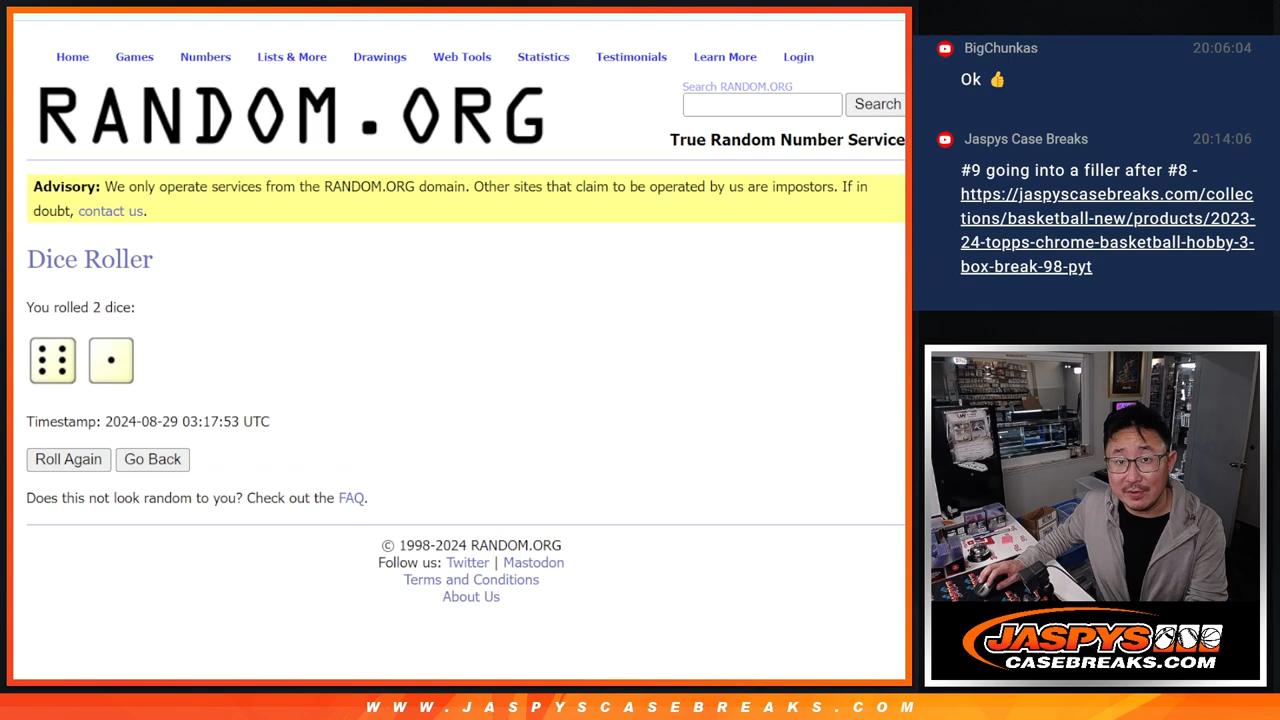 Home Games Numbers Lists & More Drawings Web Tools Statistics Testimonials Learn More Login
RANDOM.ORG
Search RANDOM.ORG
Search
True Random Number Service
Advisory: We only operate services from the RANDOM.ORG domain. Other sites that claim to be operated by us are impostors. If in
doubt, contact us.
Dice Roller
You rolled 2 dice:
Timestamp: 2024-08-29 03:17:53 UTC
Roll Again Go Back
Does this not look random to you? Check out the FAQ.
© 1998-2024 RANDOM.ORG
Follow us: Twitter | Mastodon
Terms and Conditions
About Us
BigChunkas 20:06:04
Ok 👍
Jaspys Case Breaks 20:14:06
#9 going into a filler after #8 -
https://jaspyscasebreaks.com/collec
tions/basketball-new/products/2023-
24-topps-chrome-basketball-hobby-3-
box-break-98-pyt
JASPYS
CASEBREAKS.COM
WWW.JASPYSCASEBREAKS.COM